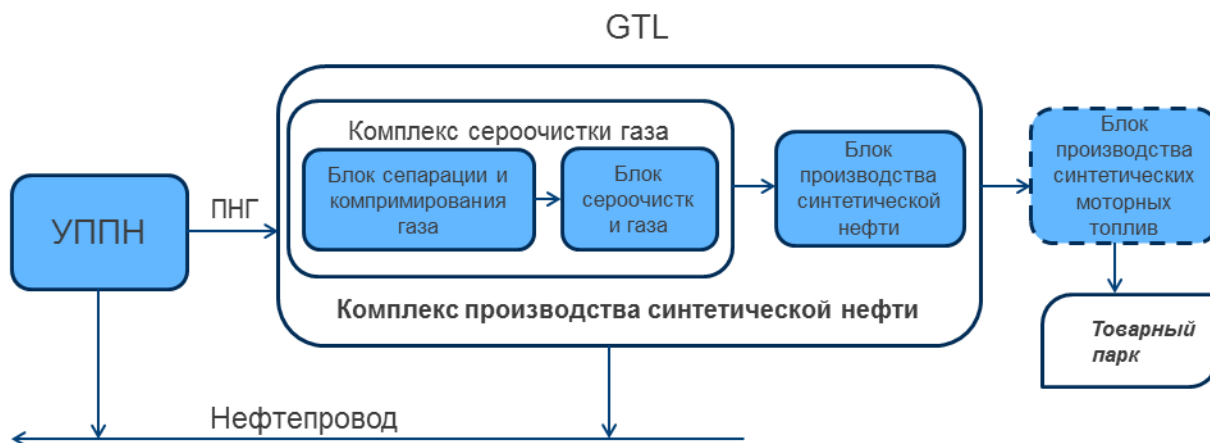 GTL
Комплекс сероочистки газа
Блок сепарации и
компримирования
газа
Блок
сероочистк
и газа
Блок
производства
синтетической
нефти
Блок
производства
синтетических
моторных
топлив
УППН
ПНГ
Комплекс производства синтетической нефти
Товарный
парк
Нефтепровод